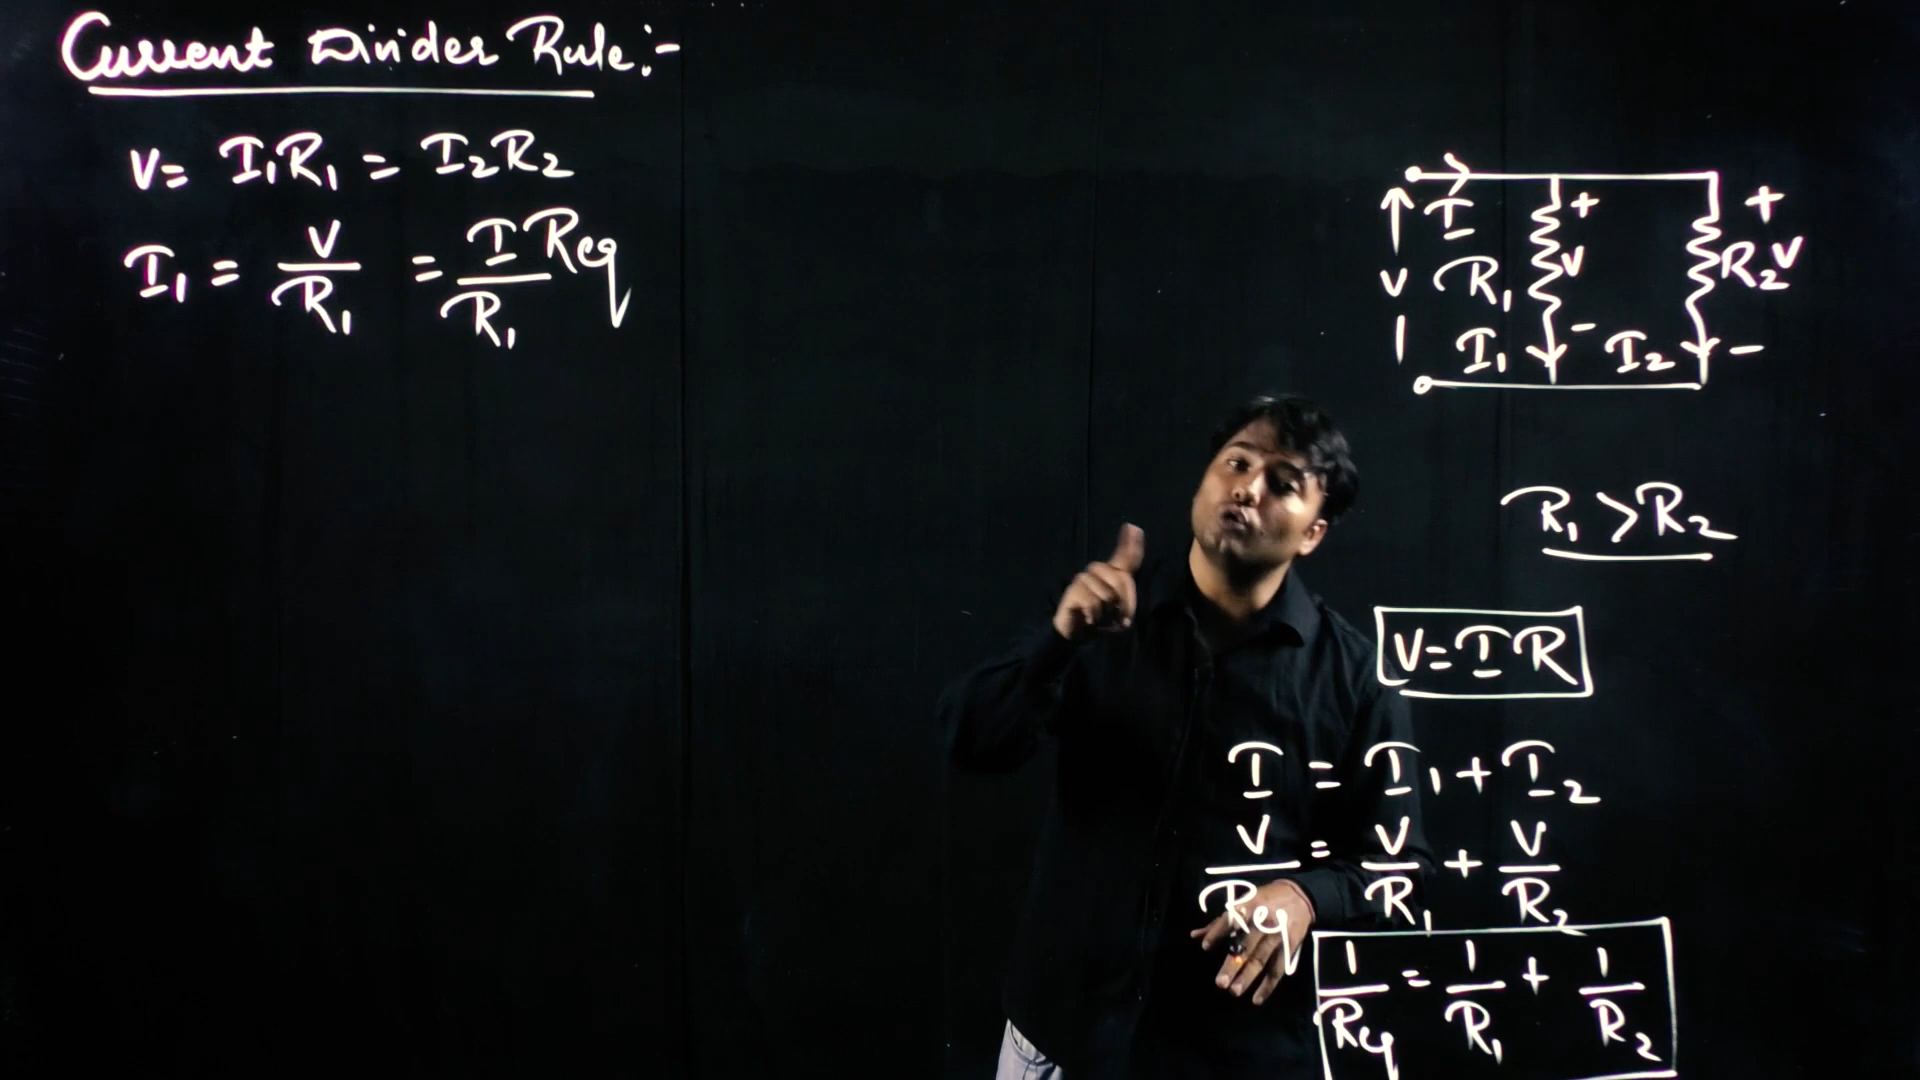 Current Divider Rule:-
V = I₁R₁ = I₂R₂
I₁ = V/R₁ = I Req/R₁
I
+ +
V R₁ V R₂ V
I₁ - I₂ -
R₁ > R₂
V = IR
I = I₁ + I₂
V/Req = V/R₁ + V/R₂
1/Req = 1/R₁ + 1/R₂